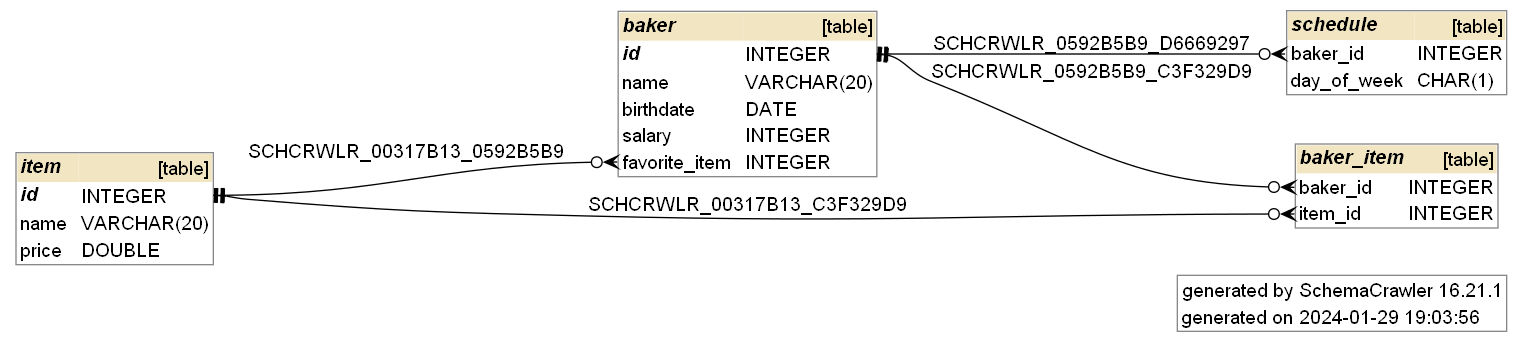 baker [table]
id INTEGER
name VARCHAR(20)
birthdate DATE
salary INTEGER
favorite_item INTEGER
schedule [table]
baker_id INTEGER
day_of_week CHAR(1)
SCHCRWLR_0592B5B9_D6669297
SCHCRWLR_0592B5B9_C3F329D9
item [table]
id INTEGER
name VARCHAR(20)
price DOUBLE
SCHCRWLR_00317B13_0592B5B9
SCHCRWLR_00317B13_C3F329D9
baker_item [table]
baker_id INTEGER
item_id INTEGER
generated by SchemaCrawler 16.21.1
generated on 2024-01-29 19:03:56